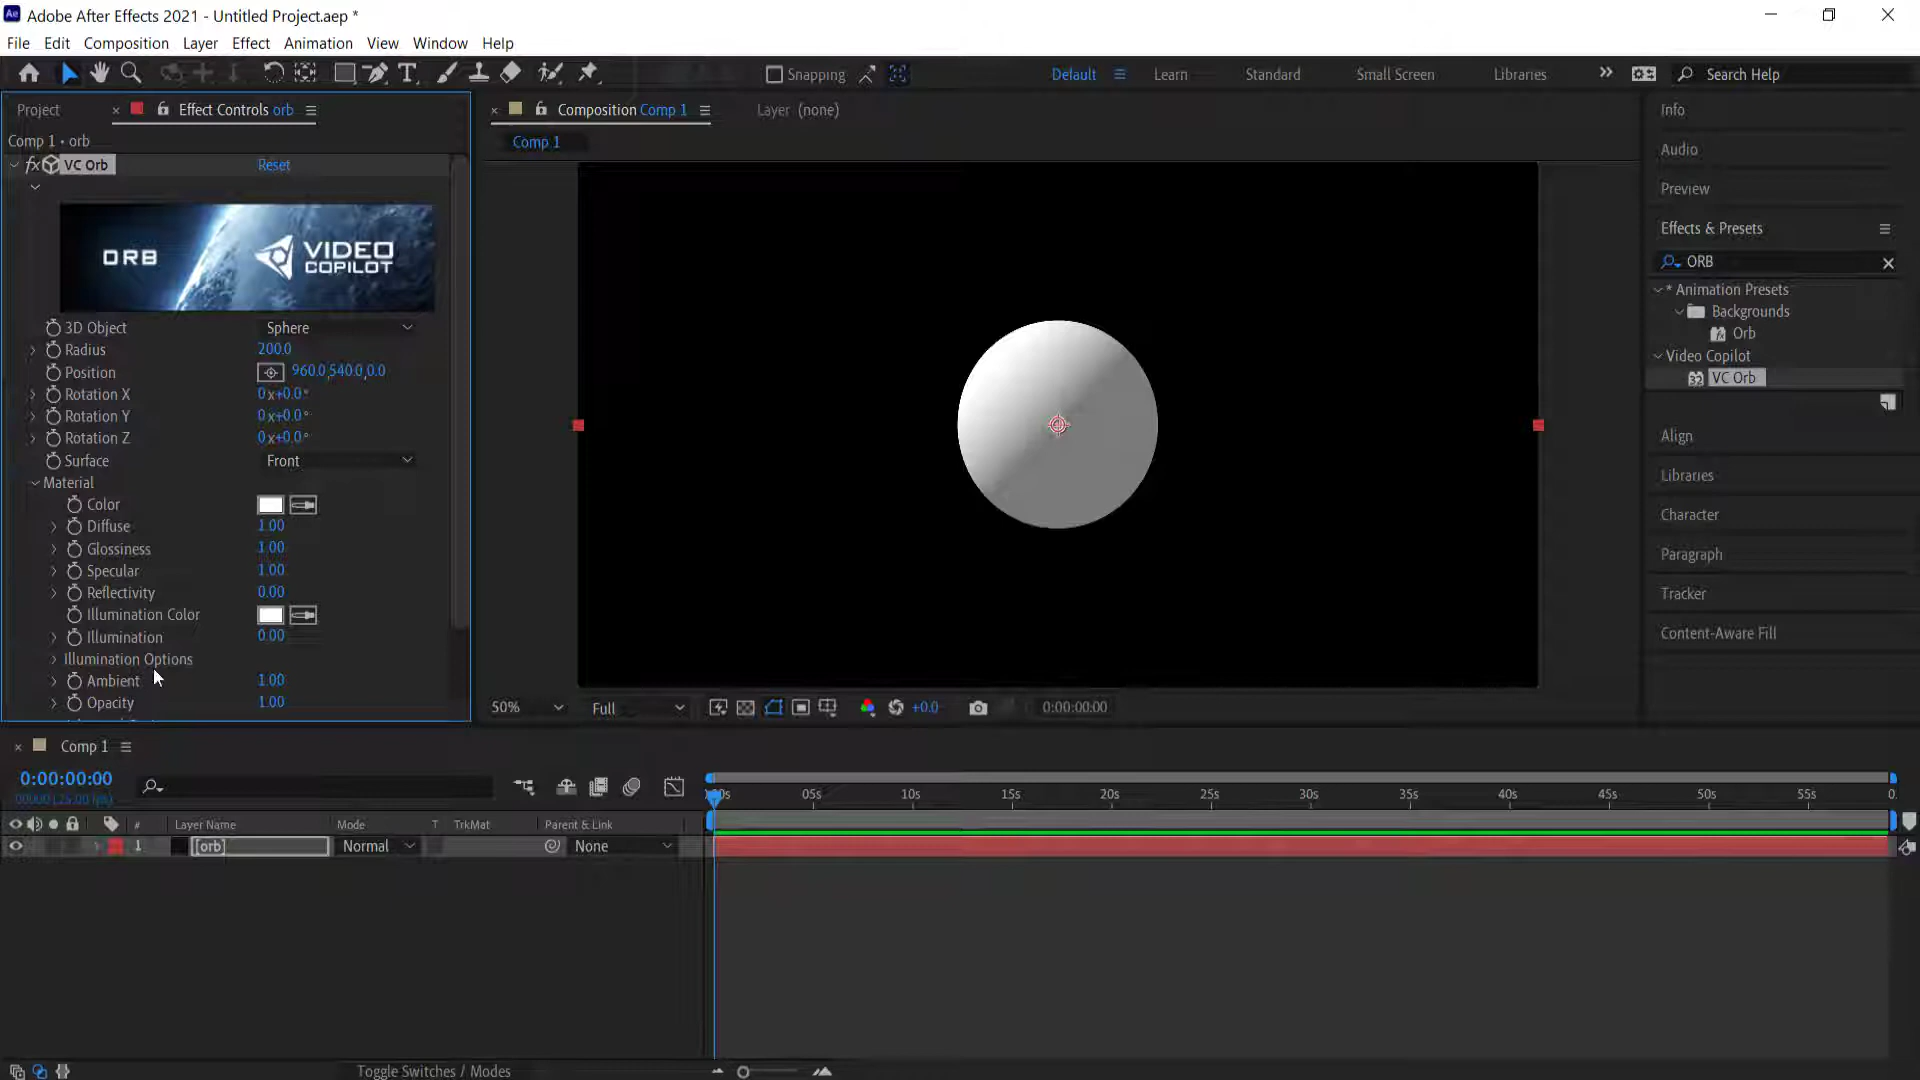 Adobe After Effects 2021 - Untitled Project.aep *
File Edit Composition Layer Effect Animation View Window Help
Snapping Default Learn Standard Small Screen Libraries Search Help
Project Effect Controls orb
Comp 1 • orb
fx VC Orb Reset
ORB VIDEO COPILOT
3D Object Sphere
Radius 200.0
Position 960.0,540.0,0.0
Rotation X 0x+0.0°
Rotation Y 0x+0.0°
Rotation Z 0x+0.0°
Surface Front
Material
Color
Diffuse 1.00
Glossiness 1.00
Specular 1.00
Reflectivity 0.00
Illumination Color
Illumination 0.00
Illumination Options
Ambient 1.00
Opacity 1.00
Composition Comp 1 Layer (none)
Comp 1
50% Full +0.0 0:00:00:00
Info
Audio
Preview
Effects & Presets
ORB
* Animation Presets
Backgrounds
Orb
Video Copilot
VC Orb
Align
Libraries
Character
Paragraph
Tracker
Content-Aware Fill
Comp 1
0:00:00:00
00000 (25.00 fps)
05s 10s 15s 20s 25s 30s 35s 40s 45s 50s 55s
# Layer Name Mode T TrkMat Parent & Link
1 [orb] Normal None
Toggle Switches / Modes